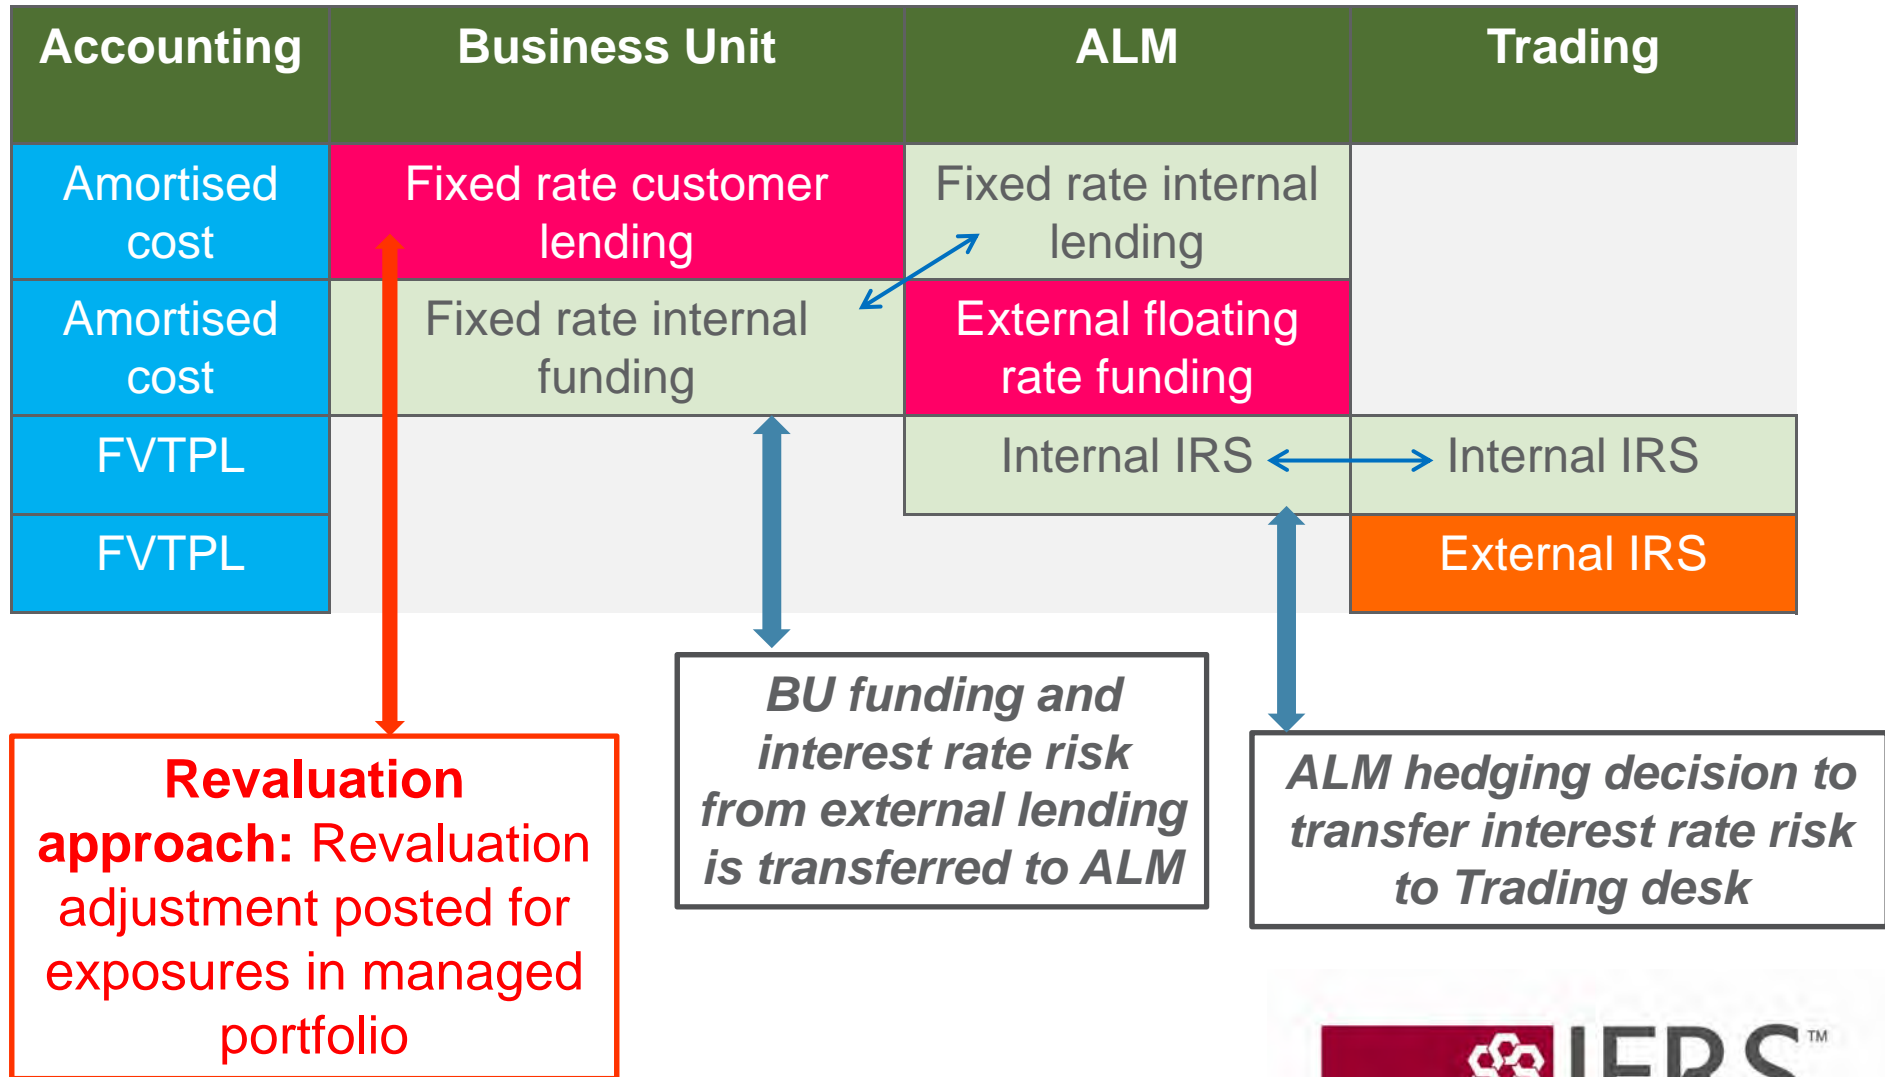 Accounting
Business Unit
ALM
Trading
Amortised
cost
Fixed rate customer
lending
Fixed rate internal
lending
Amortised
cost
Fixed rate internal
funding
External floating
rate funding
FVTPL
Internal IRS
Internal IRS
FVTPL
External IRS
Revaluation
approach: Revaluation
adjustment posted for
exposures in managed
portfolio
BU funding and
interest rate risk
from external lending
is transferred to ALM
ALM hedging decision to
transfer interest rate risk
to Trading desk
IFRS™